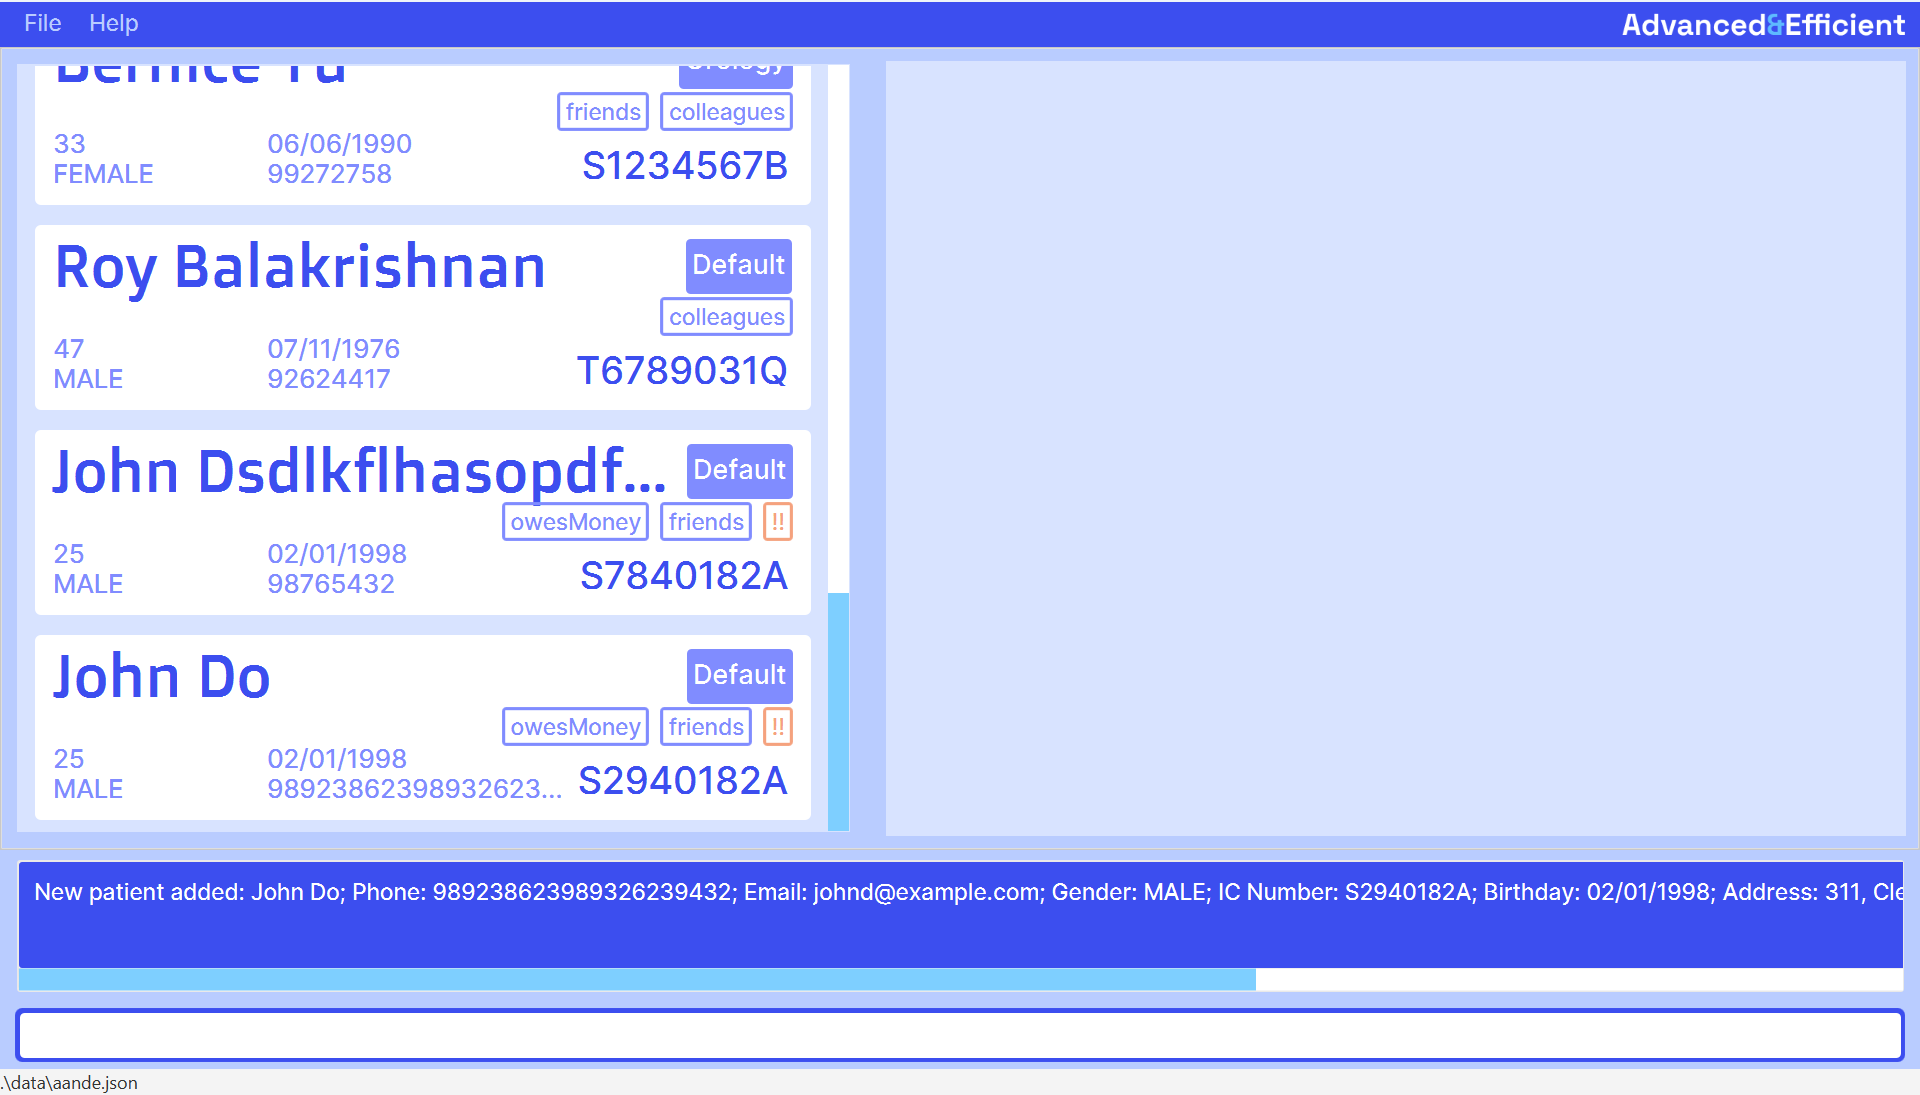 File Help
Advanced&Efficient
Bernice Yu
Urology
friends colleagues
33 06/06/1990
FEMALE 99272758
S1234567B
Roy Balakrishnan
Default
colleagues
47 07/11/1976
MALE 92624417
T6789031Q
John Dsdlkflhasopdf...
Default
owesMoney friends !!
25 02/01/1998
MALE 98765432
S7840182A
John Do
Default
owesMoney friends !!
25 02/01/1998
MALE 98923862398932623...
S2940182A
New patient added: John Do; Phone: 989238623989326239432; Email: johnd@example.com; Gender: MALE; IC Number: S2940182A; Birthday: 02/01/1998; Address: 311, Cle
.\data\aande.json